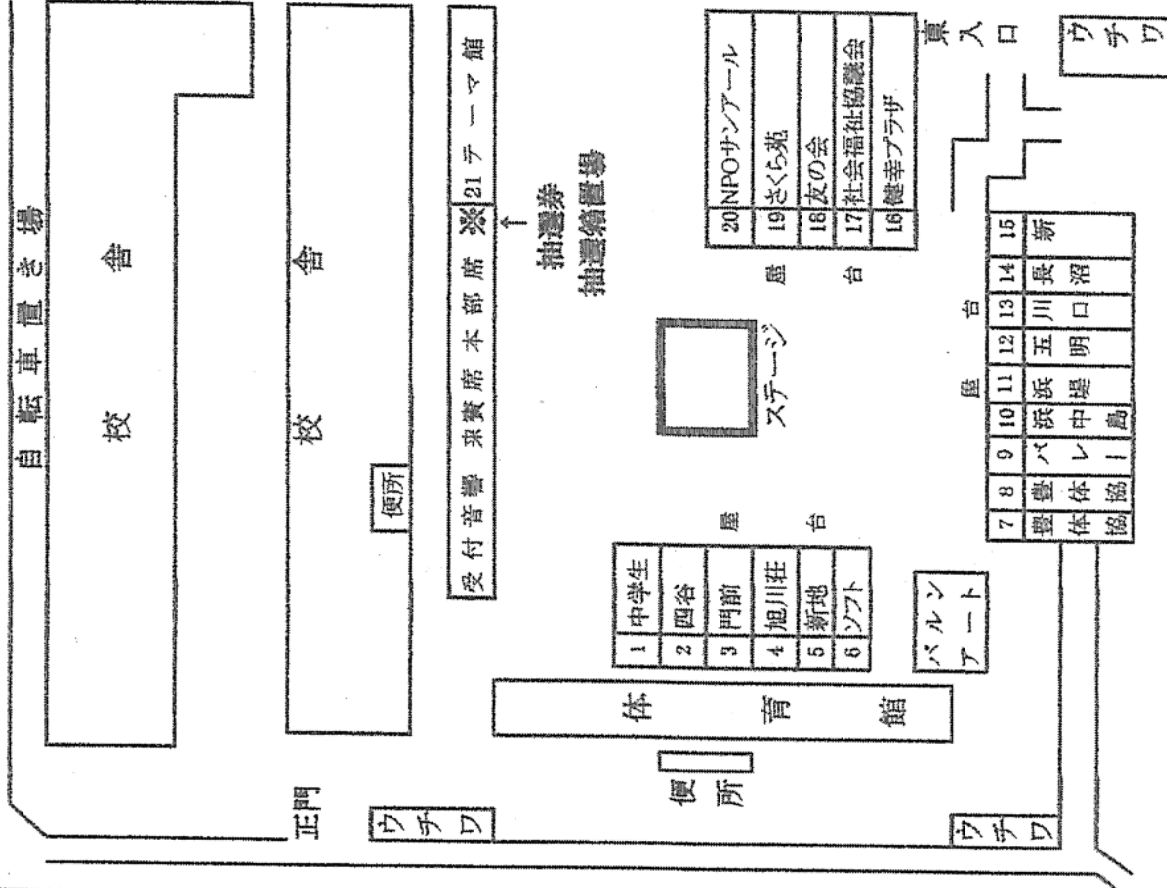 自転車置き場
校舎
校舎
便所
受付 音響 来賓席 本部席 ※ 21 テーマ館
↑
抽選券
抽選箱置場
正門
ウチワ
体育館
便所
1 中学生
2 四谷
3 門前
4 旭川荘
5 新地
6 ソフト
屋台
ステージ
屋台
20 NPOサンアール
19 さくら苑
18 友の会
17 社会福祉協議会
16 健幸プラザ
東入口
ウチワ
バルン
アート
ウチワ
屋台
7 豊体協
8 豊体協
9 バレー
10 浜中島
11 浜堤
12 五明
13 川口
14 長沼
15 新